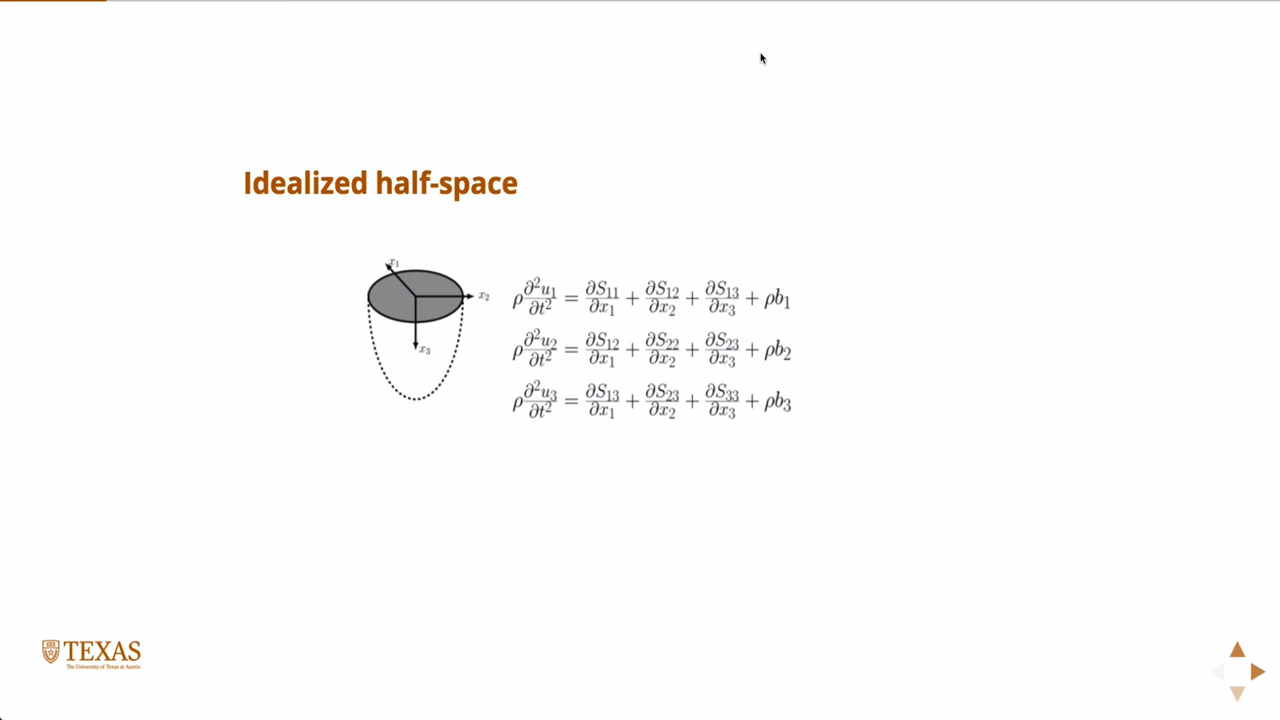 Idealized half-space
x₁
x₂
x₃
ρ ∂²u₁/∂t² = ∂S₁₁/∂x₁ + ∂S₁₂/∂x₂ + ∂S₁₃/∂x₃ + ρb₁
ρ ∂²u₂/∂t² = ∂S₁₂/∂x₁ + ∂S₂₂/∂x₂ + ∂S₂₃/∂x₃ + ρb₂
ρ ∂²u₃/∂t² = ∂S₁₃/∂x₁ + ∂S₂₃/∂x₂ + ∂S₃₃/∂x₃ + ρb₃
TEXAS
The University of Texas at Austin